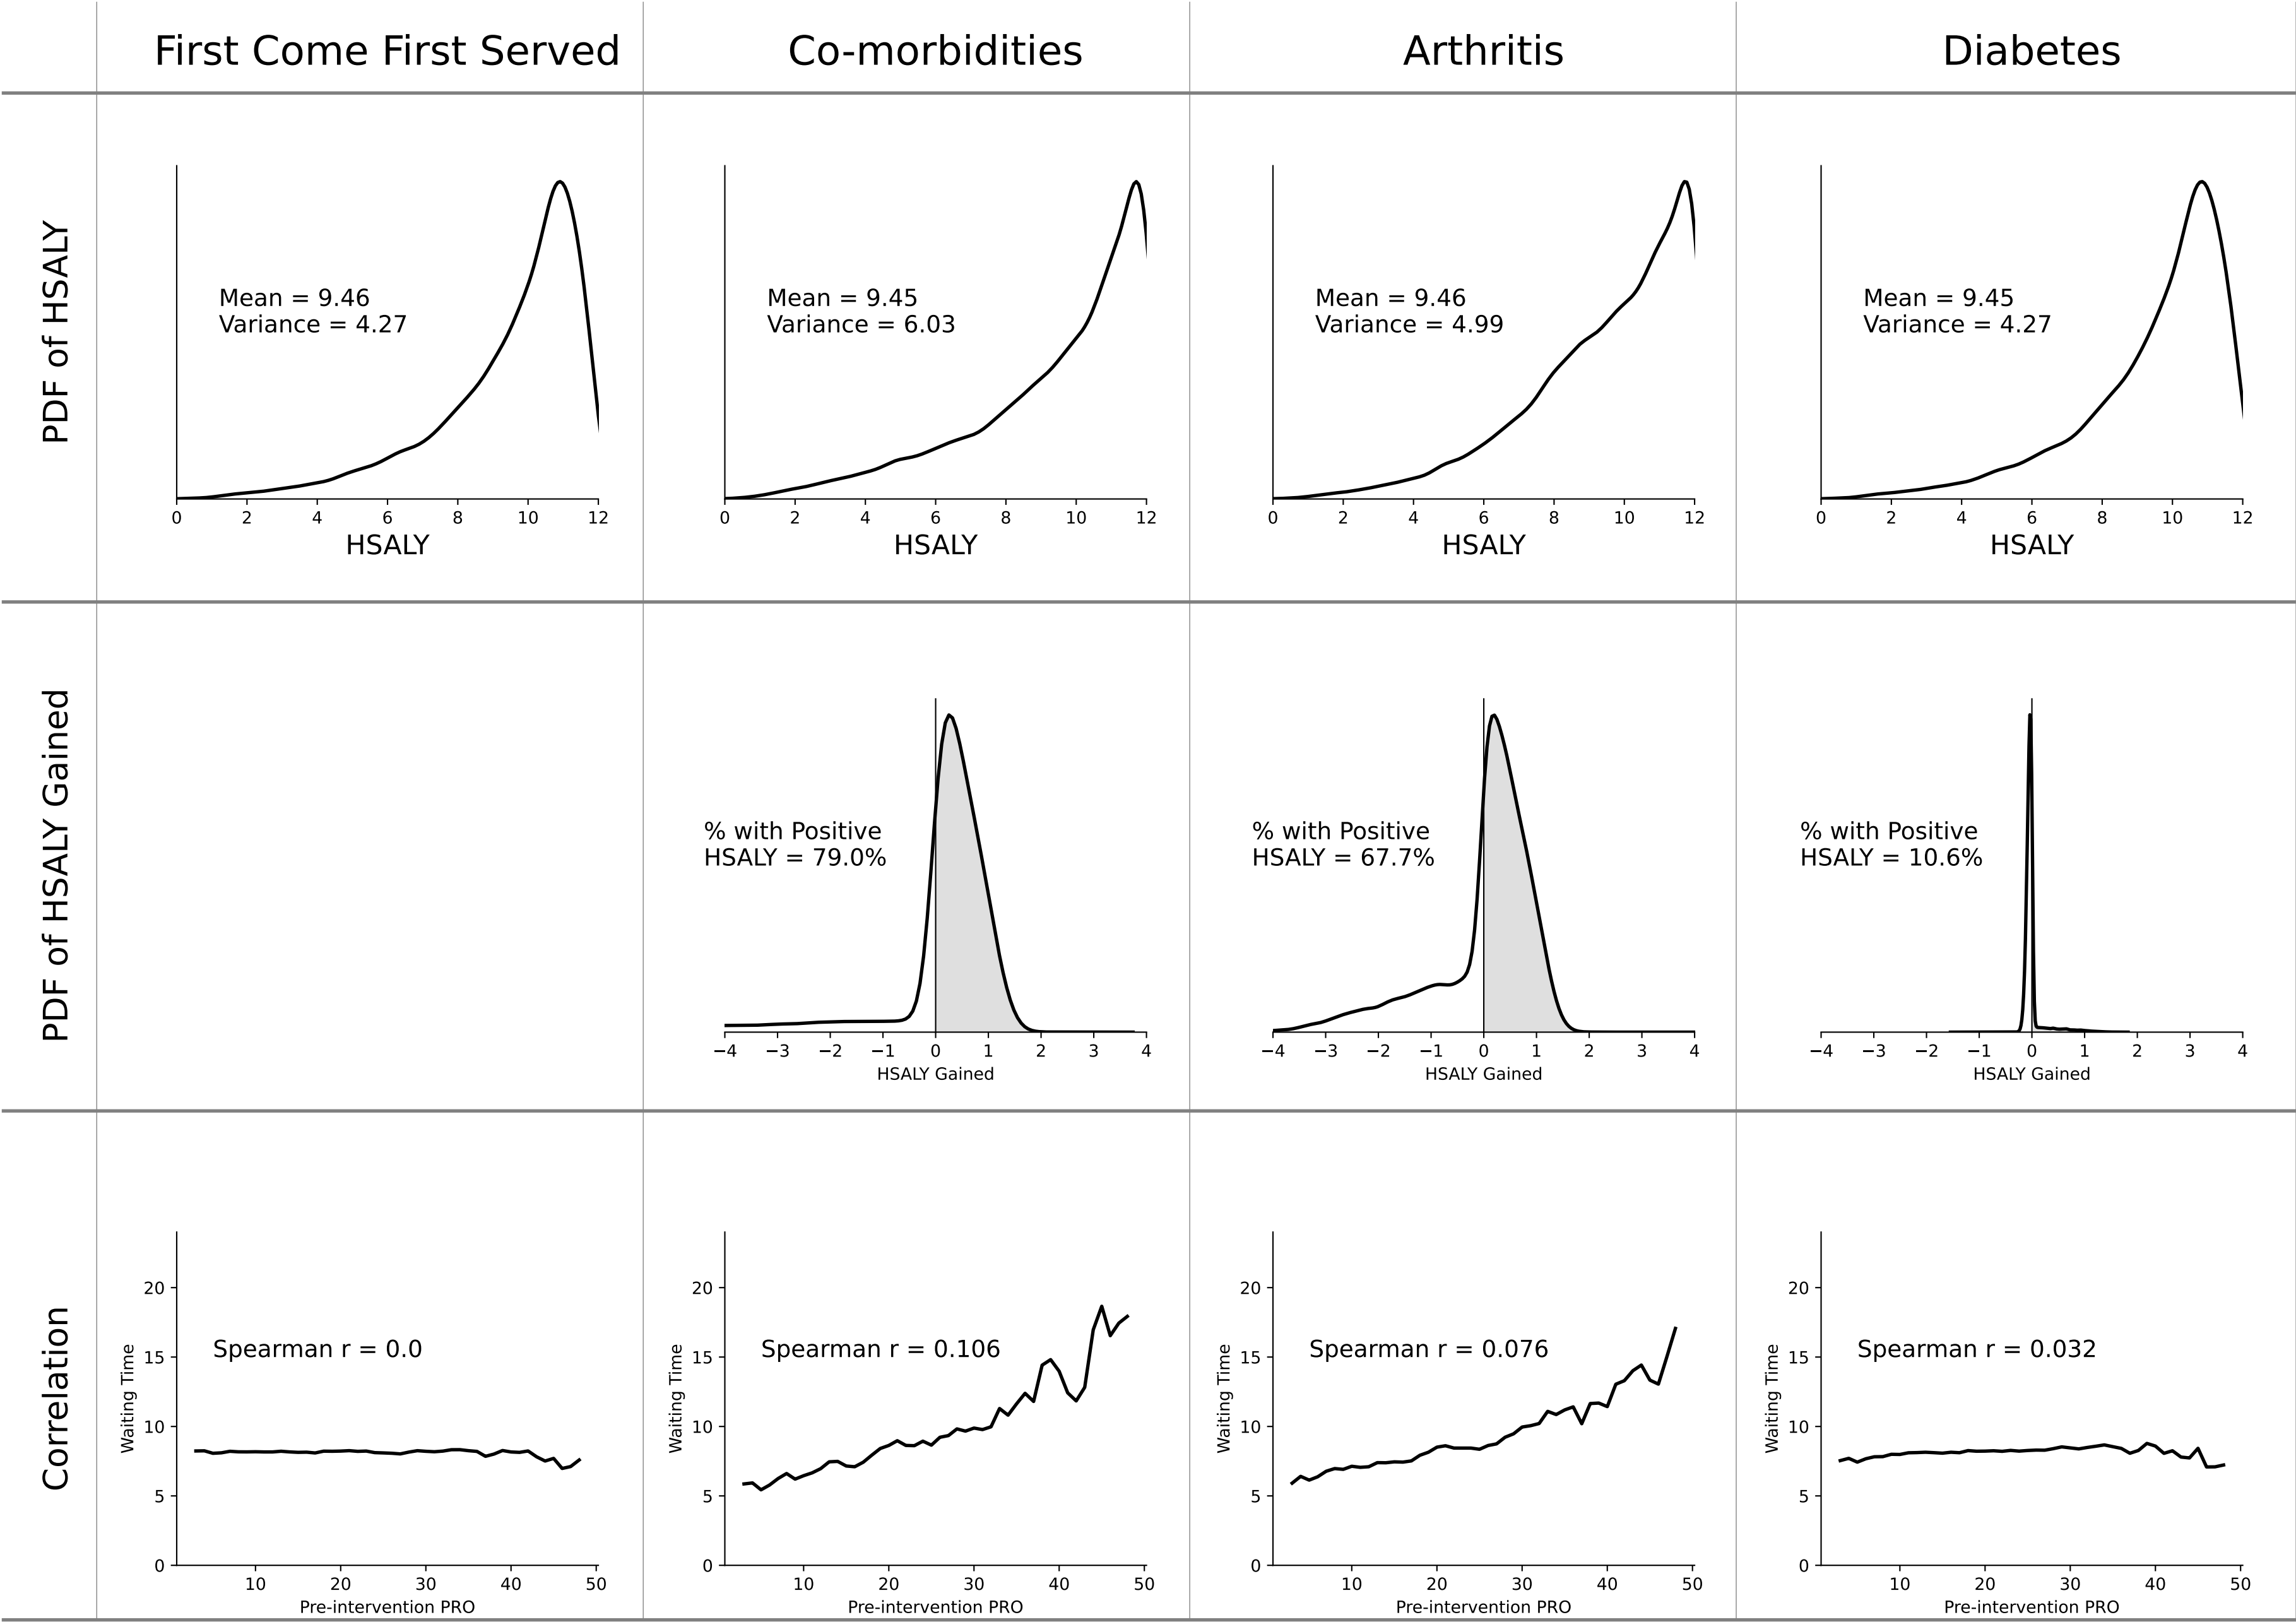 First Come First Served
Co-morbidities
Arthritis
Diabetes
PDF of HSALY
Mean = 9.46
Variance = 4.27
0 2 4 6 8 10 12
HSALY
Mean = 9.45
Variance = 6.03
0 2 4 6 8 10 12
HSALY
Mean = 9.46
Variance = 4.99
0 2 4 6 8 10 12
HSALY
Mean = 9.45
Variance = 4.27
0 2 4 6 8 10 12
HSALY
PDF of HSALY Gained
% with Positive
HSALY = 79.0%
−4 −3 −2 −1 0 1 2 3 4
HSALY Gained
% with Positive
HSALY = 67.7%
−4 −3 −2 −1 0 1 2 3 4
HSALY Gained
% with Positive
HSALY = 10.6%
−4 −3 −2 −1 0 1 2 3 4
HSALY Gained
Correlation
Waiting Time
20
15
10
5
0
Spearman r = 0.0
10 20 30 40 50
Pre-intervention PRO
Waiting Time
20
15
10
5
0
Spearman r = 0.106
10 20 30 40 50
Pre-intervention PRO
Waiting Time
20
15
10
5
0
Spearman r = 0.076
10 20 30 40 50
Pre-intervention PRO
Waiting Time
20
15
10
5
0
Spearman r = 0.032
10 20 30 40 50
Pre-intervention PRO